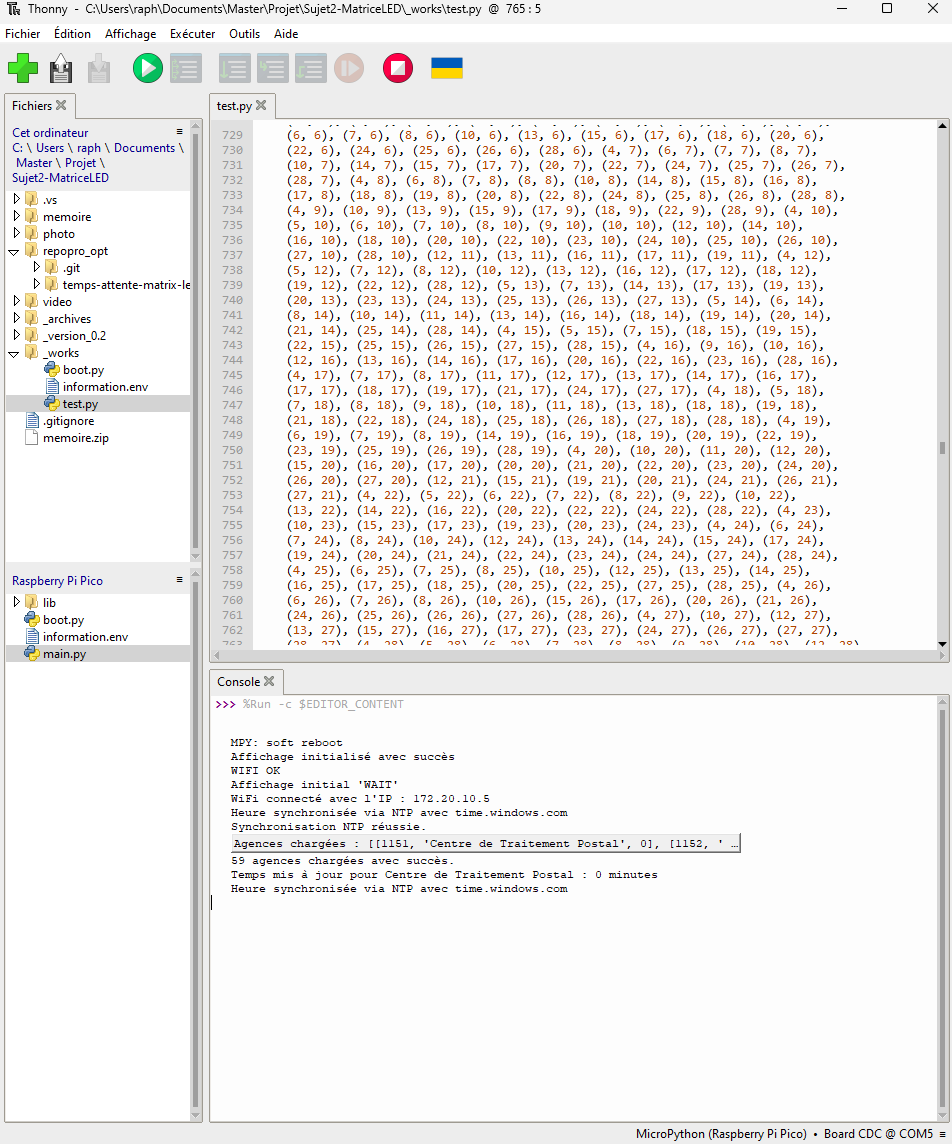 Thonny - C:\Users\raph\Documents\Master\Projet\Sujet2-MatriceLED\_works\test.py @ 765 : 5
Fichier Édition Affichage Exécuter Outils Aide
Fichiers
Cet ordinateur
C: \ Users \ raph \ Documents \
Master \ Projet \
Sujet2-MatriceLED
.vs
memoire
photo
repopro_opt
.git
temps-attente-matrix-le
video
_archives
_version_0.2
_works
boot.py
information.env
test.py
.gitignore
memoire.zip
Raspberry Pi Pico
lib
boot.py
information.env
main.py
test.py
729 (6, 6), (7, 6), (8, 6), (10, 6), (13, 6), (15, 6), (17, 6), (18, 6), (20, 6),
730 (22, 6), (24, 6), (25, 6), (26, 6), (28, 6), (4, 7), (6, 7), (7, 7), (8, 7),
731 (10, 7), (14, 7), (15, 7), (17, 7), (20, 7), (22, 7), (24, 7), (25, 7), (26, 7),
732 (28, 7), (4, 8), (6, 8), (7, 8), (8, 8), (10, 8), (14, 8), (15, 8), (16, 8),
733 (17, 8), (18, 8), (19, 8), (20, 8), (22, 8), (24, 8), (25, 8), (26, 8), (28, 8),
734 (4, 9), (10, 9), (13, 9), (15, 9), (17, 9), (18, 9), (22, 9), (28, 9), (4, 10),
735 (5, 10), (6, 10), (7, 10), (8, 10), (9, 10), (10, 10), (12, 10), (14, 10),
736 (16, 10), (18, 10), (20, 10), (22, 10), (23, 10), (24, 10), (25, 10), (26, 10),
737 (27, 10), (28, 10), (12, 11), (13, 11), (16, 11), (17, 11), (19, 11), (4, 12),
738 (5, 12), (7, 12), (8, 12), (10, 12), (13, 12), (16, 12), (17, 12), (18, 12),
739 (19, 12), (22, 12), (28, 12), (5, 13), (7, 13), (14, 13), (17, 13), (19, 13),
740 (20, 13), (23, 13), (24, 13), (25, 13), (26, 13), (27, 13), (5, 14), (6, 14),
741 (8, 14), (10, 14), (11, 14), (13, 14), (16, 14), (18, 14), (19, 14), (20, 14),
742 (21, 14), (25, 14), (28, 14), (4, 15), (5, 15), (7, 15), (18, 15), (19, 15),
743 (22, 15), (25, 15), (26, 15), (27, 15), (28, 15), (4, 16), (9, 16), (10, 16),
744 (12, 16), (13, 16), (14, 16), (17, 16), (20, 16), (22, 16), (23, 16), (28, 16),
745 (4, 17), (7, 17), (8, 17), (11, 17), (12, 17), (13, 17), (14, 17), (16, 17),
746 (17, 17), (18, 17), (19, 17), (21, 17), (24, 17), (27, 17), (4, 18), (5, 18),
747 (7, 18), (8, 18), (9, 18), (10, 18), (11, 18), (13, 18), (18, 18), (19, 18),
748 (21, 18), (22, 18), (24, 18), (25, 18), (26, 18), (27, 18), (28, 18), (4, 19),
749 (6, 19), (7, 19), (8, 19), (14, 19), (16, 19), (18, 19), (20, 19), (22, 19),
750 (23, 19), (25, 19), (26, 19), (28, 19), (4, 20), (10, 20), (11, 20), (12, 20),
751 (15, 20), (16, 20), (17, 20), (20, 20), (21, 20), (22, 20), (23, 20), (24, 20),
752 (26, 20), (27, 20), (12, 21), (15, 21), (19, 21), (20, 21), (24, 21), (26, 21),
753 (27, 21), (4, 22), (5, 22), (6, 22), (7, 22), (8, 22), (9, 22), (10, 22),
754 (13, 22), (14, 22), (16, 22), (20, 22), (22, 22), (24, 22), (28, 22), (4, 23),
755 (10, 23), (15, 23), (17, 23), (19, 23), (20, 23), (24, 23), (4, 24), (6, 24),
756 (7, 24), (8, 24), (10, 24), (12, 24), (13, 24), (14, 24), (15, 24), (17, 24),
757 (19, 24), (20, 24), (21, 24), (22, 24), (23, 24), (24, 24), (27, 24), (28, 24),
758 (4, 25), (6, 25), (7, 25), (8, 25), (10, 25), (12, 25), (13, 25), (14, 25),
759 (16, 25), (17, 25), (18, 25), (20, 25), (22, 25), (27, 25), (28, 25), (4, 26),
760 (6, 26), (7, 26), (8, 26), (10, 26), (15, 26), (17, 26), (20, 26), (21, 26),
761 (24, 26), (25, 26), (26, 26), (27, 26), (28, 26), (4, 27), (10, 27), (12, 27),
762 (13, 27), (15, 27), (16, 27), (17, 27), (23, 27), (24, 27), (26, 27), (27, 27),
Console
>>> %Run -c $EDITOR_CONTENT
MPY: soft reboot
Affichage initialisé avec succès
WIFI OK
Affichage initial 'WAIT'
WiFi connecté avec l'IP : 172.20.10.5
Heure synchronisée via NTP avec time.windows.com
Synchronisation NTP réussie.
Agences chargées : [[1151, 'Centre de Traitement Postal', 0], [1152, ' …
59 agences chargées avec succès.
Temps mis à jour pour Centre de Traitement Postal : 0 minutes
Heure synchronisée via NTP avec time.windows.com
MicroPython (Raspberry Pi Pico) • Board CDC @ COM5 ≡